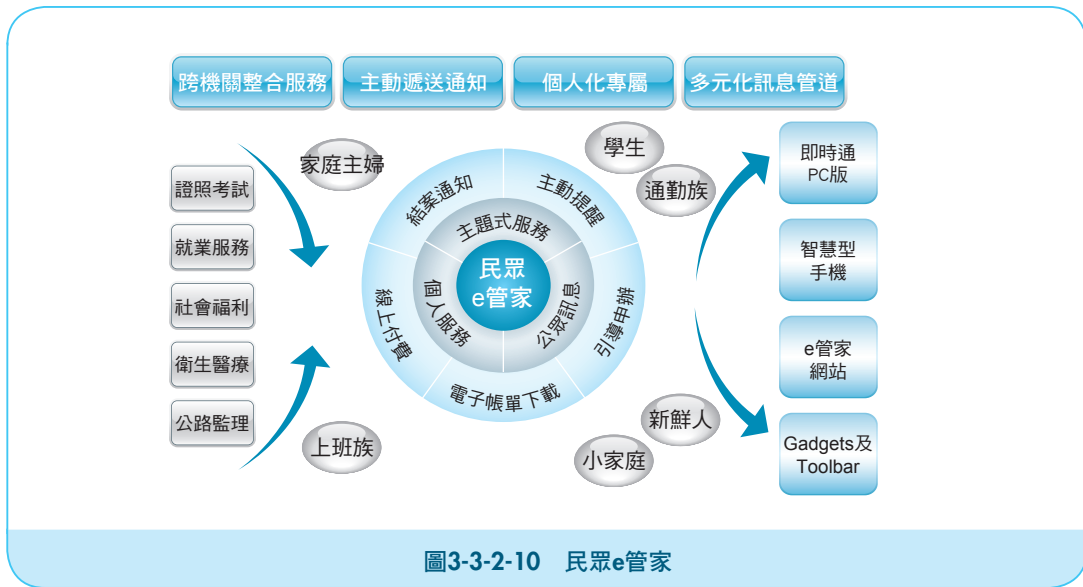 跨機關整合服務
主動遞送通知
個人化專屬
多元化訊息管道
家庭主婦
學生
通勤族
證照考試
就業服務
社會福利
衛生醫療
公路監理
上班族
結案通知
主動提醒
線上付費
引導申辦
電子帳單下載
主題式服務
個人服務
公眾訊息
民眾
e管家
新鮮人
小家庭
即時通
PC版
智慧型
手機
e管家
網站
Gadgets及
Toolbar
圖3-3-2-10 民眾e管家